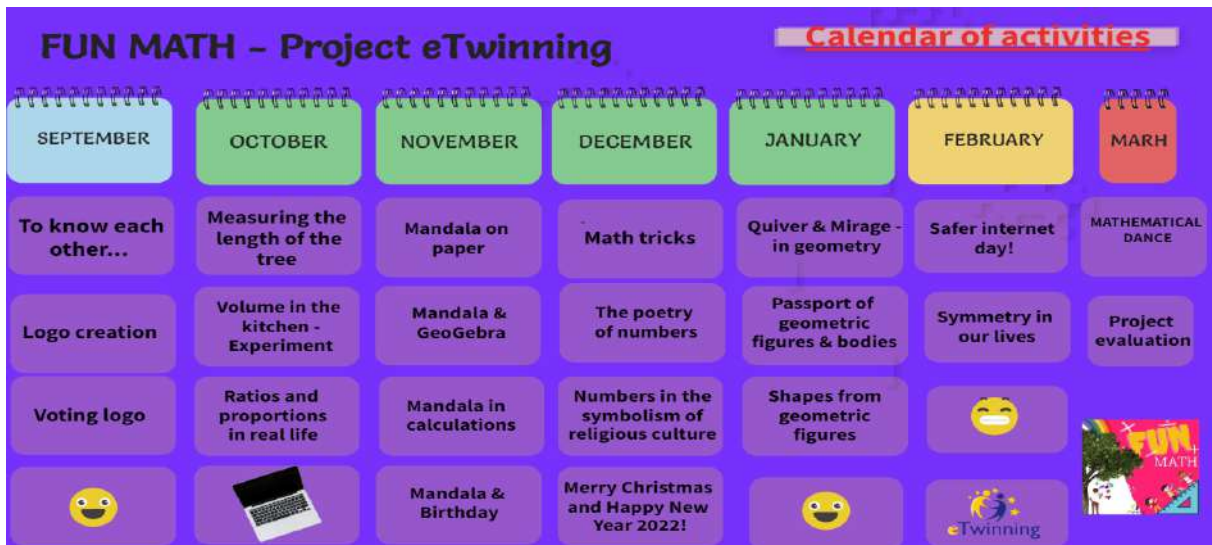 FUN MATH – Project eTwinning
Calendar of activities
SEPTEMBER
OCTOBER
NOVEMBER
DECEMBER
JANUARY
FEBRUARY
MARH
To know each
other...
Measuring the
length of the
tree
Mandala on
paper
Math tricks
Quiver & Mirage -
in geometry
Safer internet
day!
MATHEMATICAL
DANCE
Logo creation
Volume in the
kitchen -
Experiment
Mandala &
GeoGebra
The poetry
of numbers
Passport of
geometric
figures & bodies
Symmetry in
our lives
Project
evaluation
Voting logo
Ratios and
proportions
in real life
Mandala in
calculations
Numbers in the
symbolism of
religious culture
Shapes from
geometric
figures
FUN
MATH
Mandala &
Birthday
Merry Christmas
and Happy New
Year 2022!
eTwinning